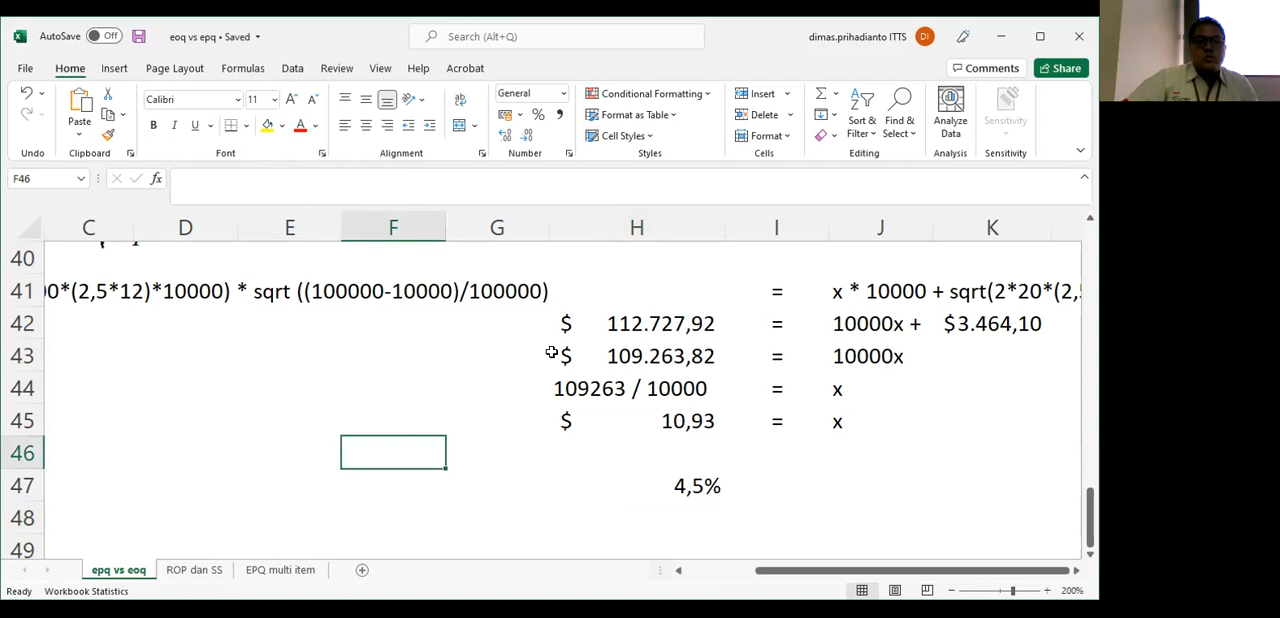 AutoSave Off eoq vs epq • Saved Search (Alt+Q) dimas.prihadianto ITTS DI
File Home Insert Page Layout Formulas Data Review View Help Acrobat Comments Share
Calibri 11 General Conditional Formatting Insert
Paste Format as Table Delete Sort & Filter Find & Select Analyze Data Sensitivity
B I U A % Cell Styles Format
Undo Clipboard Font Alignment Number Styles Cells Editing Analysis Sensitivity
F46 fx
C D E F G H I J K
40
41 00*(2,5*12)*10000) * sqrt ((100000-10000)/100000) = x * 10000 + sqrt(2*20*(2,5
42 $ 112.727,92 = 10000x + $3.464,10
43 $ 109.263,82 = 10000x
44 109263 / 10000 = x
45 $ 10,93 = x
46
47 4,5%
48
49
epq vs eoq ROP dan SS EPQ multi item
Ready Workbook Statistics 200%